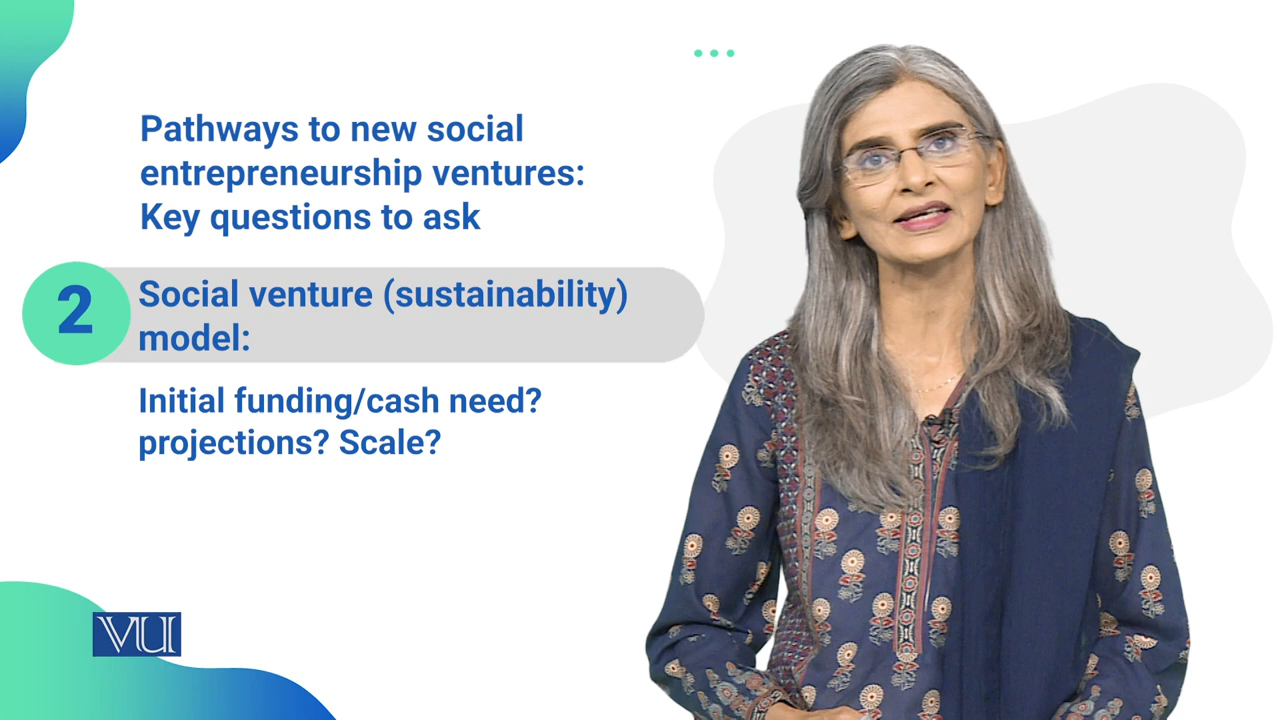 Pathways to new social
entrepreneurship ventures:
Key questions to ask
2
Social venture (sustainability)
model:
Initial funding/cash need?
projections? Scale?
VU